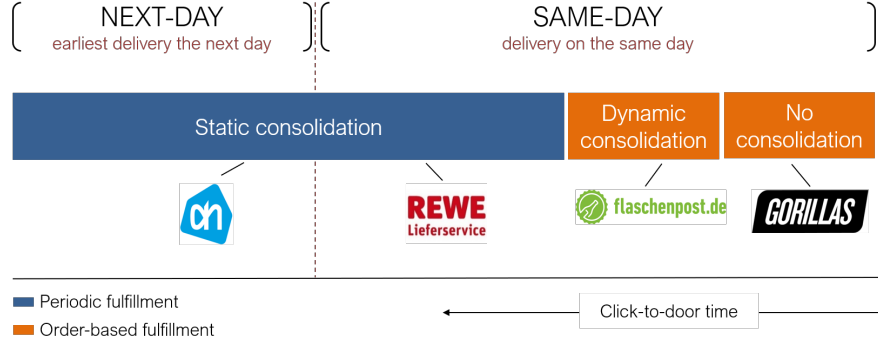 NEXT-DAY
earliest delivery the next day
SAME-DAY
delivery on the same day
Static consolidation
Dynamic
consolidation
No
consolidation
ah
REWE
Lieferservice
flaschenpost.de
GORILLAS
Periodic fulfillment
Order-based fulfillment
Click-to-door time